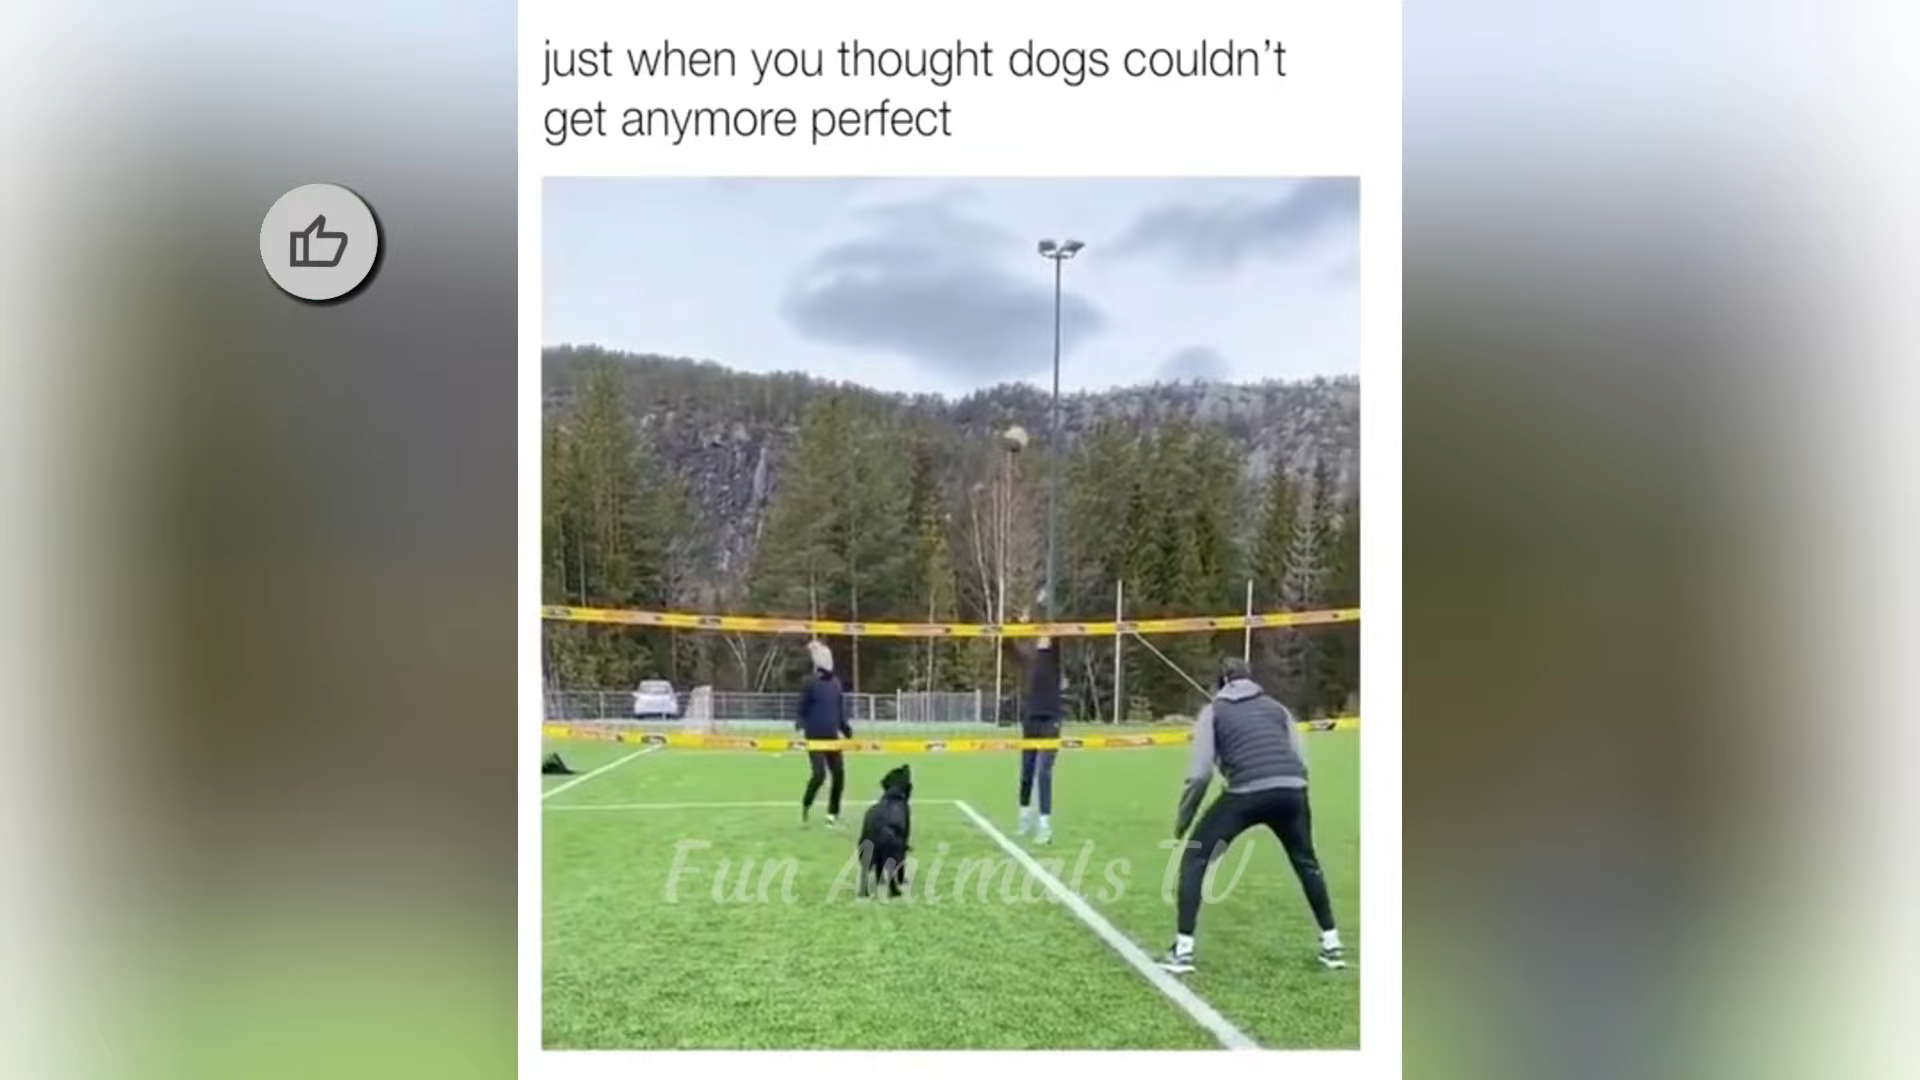 just when you thought dogs couldn’t
get anymore perfect
Fun Animals TV